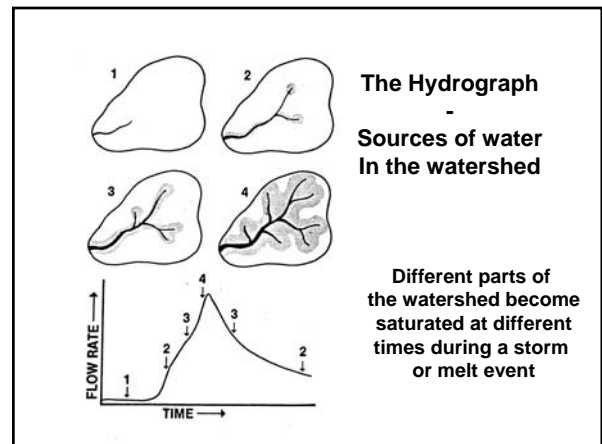 1
2
The Hydrograph
-
Sources of water
In the watershed
3
4
Different parts of
the watershed become
saturated at different
times during a storm
or melt event
FLOW RATE
1
2
3
4
3
2
TIME